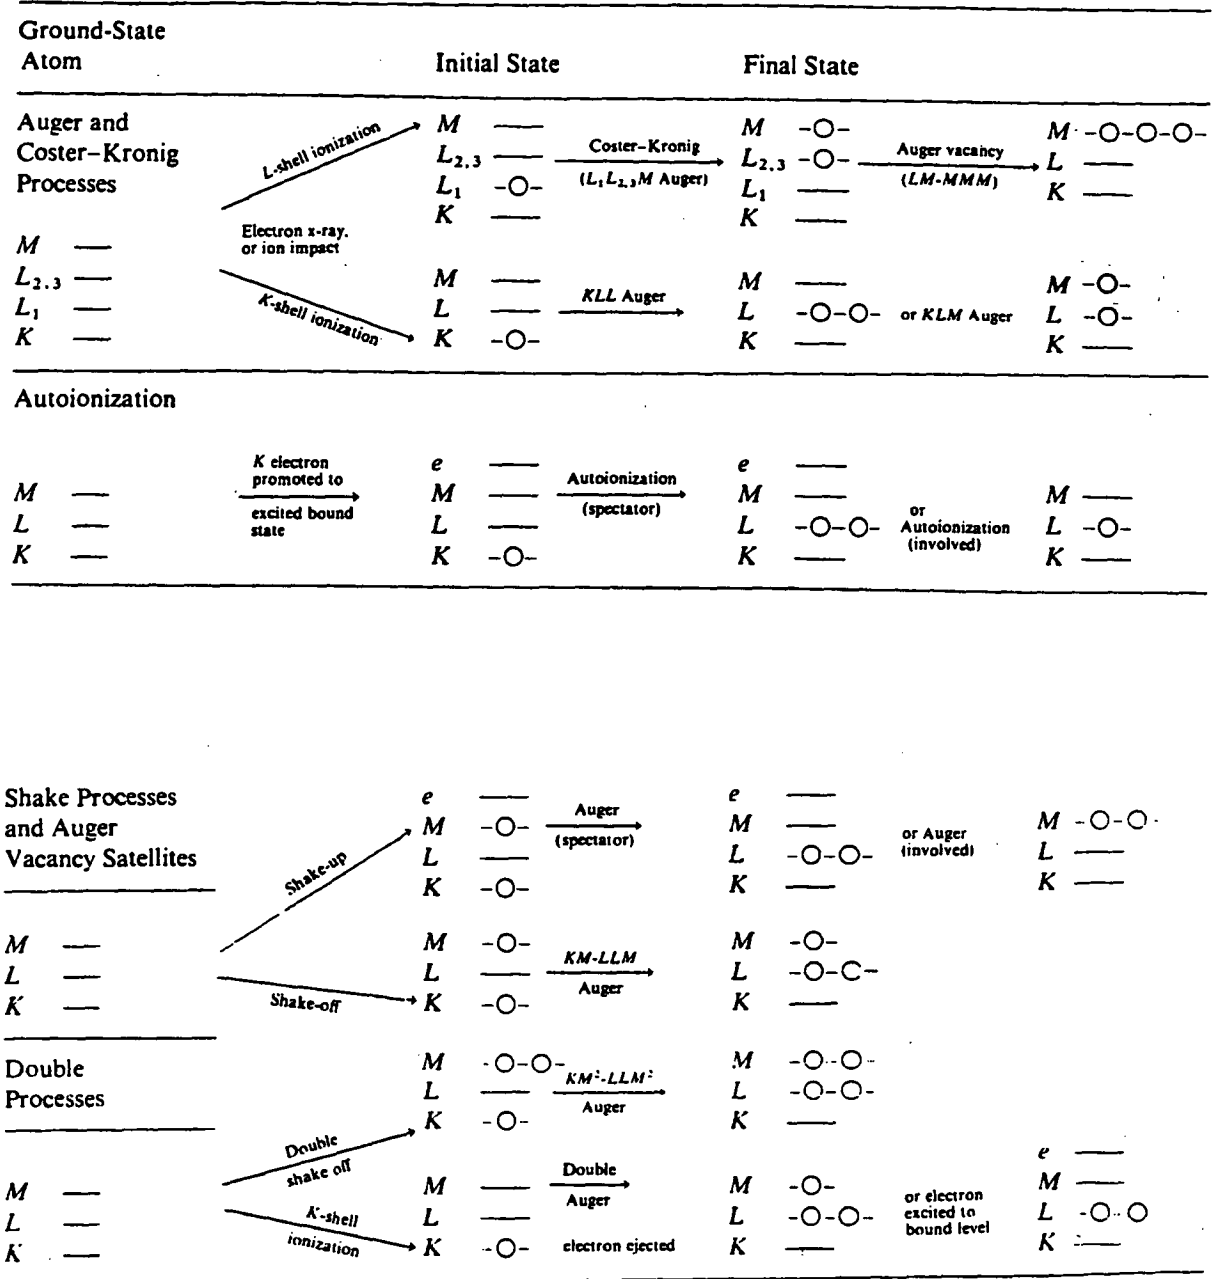 Ground-State
Atom
Initial State
Final State
Auger and
Coster–Kronig
Processes
M
L2,3
L1
K
L-shell ionization
Electron x-ray.
or ion impact
K-shell ionization
M
L2,3
L1
K
Coster–Kronig
(L1L2,3M Auger)
M -O-
L2,3 -O-
L1
K
Auger vacancy
(LM-MMM)
M -O-O-O-
L
K
M
L
K -O-
KLL Auger
M
L -O-O-
K
or KLM Auger
M -O-
L -O-
K
Autoionization
M
L
K
K electron
promoted to
excited bound
state
e
M
L
K -O-
Autoionization
(spectator)
e
M
L -O-O-
K
or
Autoionization
(involved)
M
L -O-
K
Shake Processes
and Auger
Vacancy Satellites
M
L
K
Shake-up
Shake-off
e
M -O-
L
K -O-
Auger
(spectator)
e
M
L -O-O-
K
or Auger
(involved)
M -O-O-
L
K
M -O-
L
K -O-
KM-LLM
Auger
M -O-
L -O-C-
K
Double
Processes
M
L
K
Double
shake off
K-shell
ionization
M -O-O-
L
K -O-
KM²-LLM²
Auger
M -O-O-
L -O-O-
K
M
L
K -O-
Double
Auger
electron ejected
M -O-
L -O-O-
K
or electron
excited to
bound level
e
M
L -O-O
K